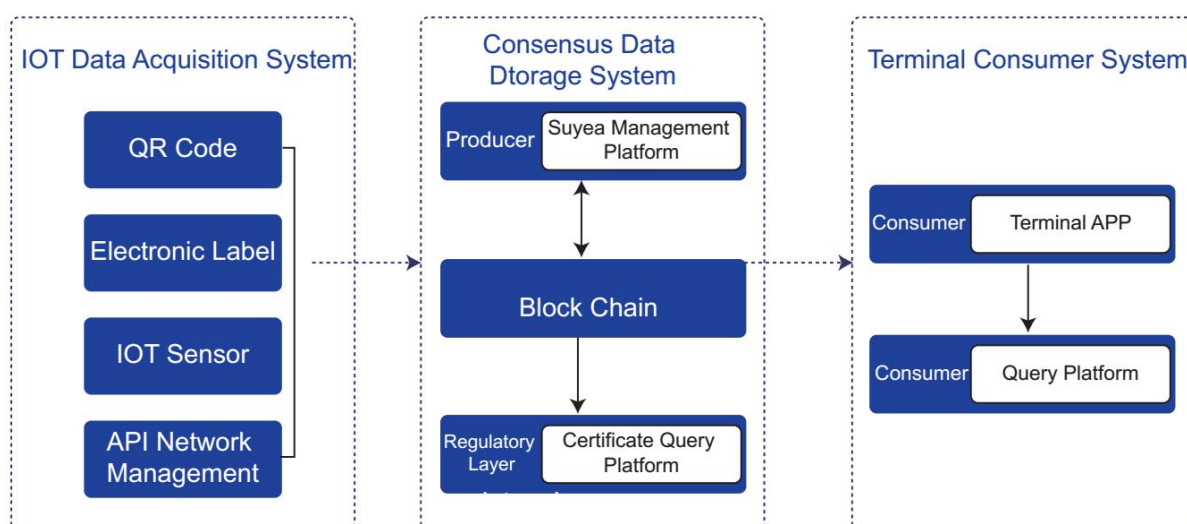 IOT Data Acquisition System
QR Code
Electronic Label
IOT Sensor
API Network
Management
Consensus Data
Dtorage System
Producer
Suyea Management
Platform
Block Chain
Regulatory
Layer
Certificate Query
Platform
Terminal Consumer System
Consumer
Terminal APP
Consumer
Query Platform